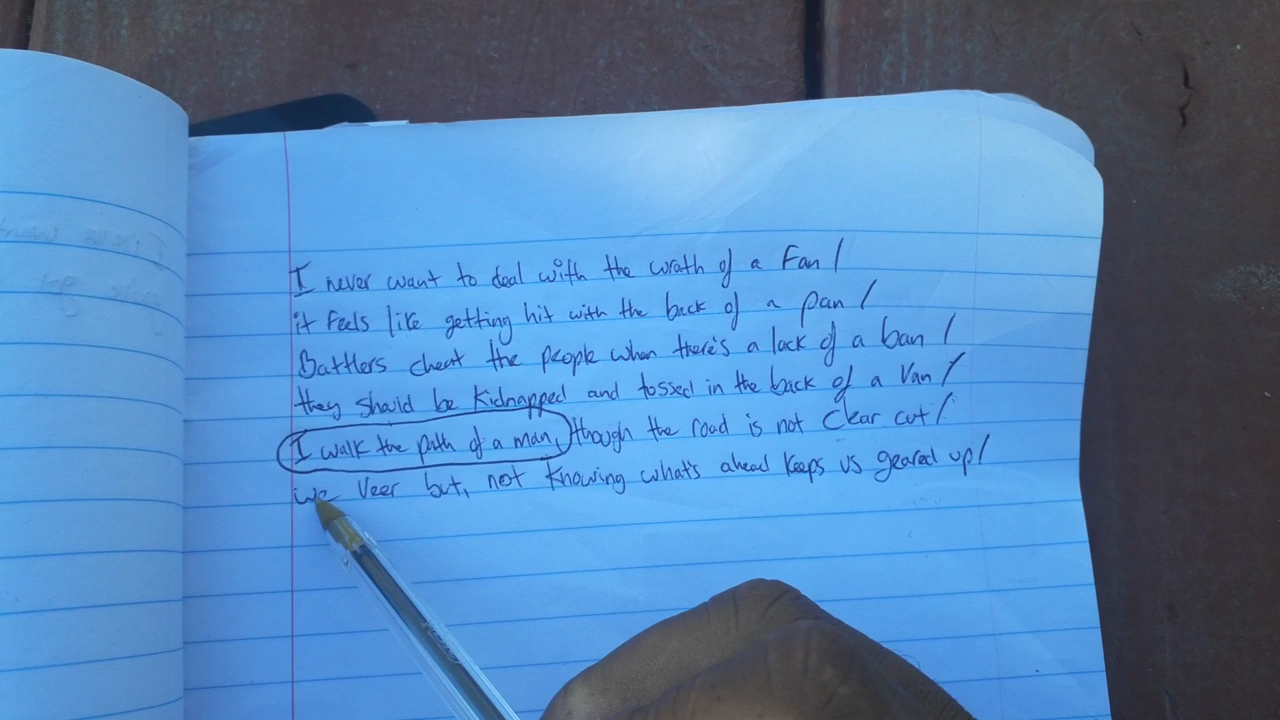 I never want to deal with the wrath of a Fan /
it Feels like getting hit with the back of a pan /
Battlers cheat the people when there's a lack of a ban /
they should be Kidnapped and tossed in the back of a Van /
I walk the path of a man, though the road is not Clear cut /
we Veer but, not Knowing what's ahead Keeps us geared up /